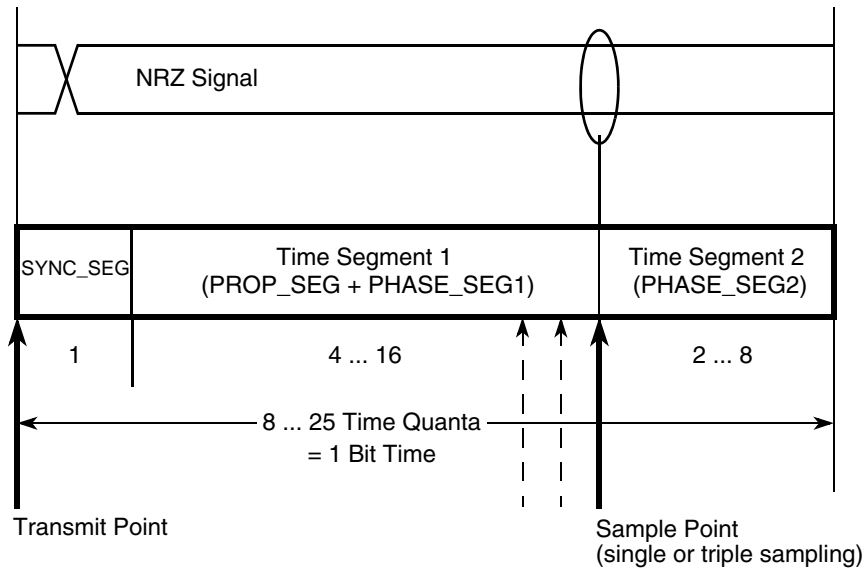 NRZ Signal
SYNC_SEG
Time Segment 1
(PROP_SEG + PHASE_SEG1)
Time Segment 2
(PHASE_SEG2)
1
4 ... 16
2 ... 8
8 ... 25 Time Quanta
= 1 Bit Time
Transmit Point
Sample Point
(single or triple sampling)